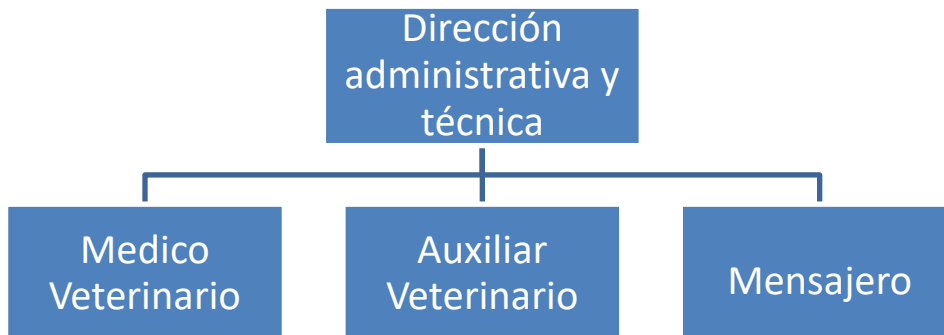 Dirección
administrativa y
técnica
Medico
Veterinario
Auxiliar
Veterinario
Mensajero